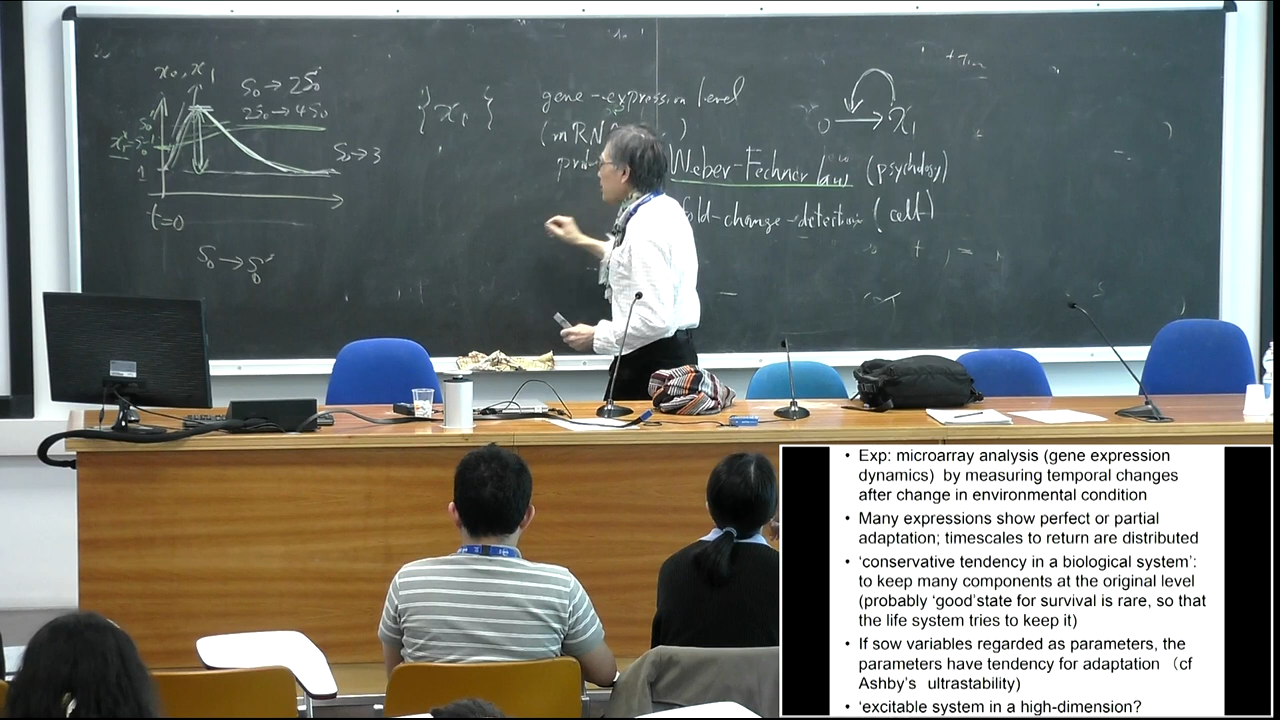 x₀, x₁
S₀ → 2S₀
2S₀ → 4S₀
S₀ → 3
1
t=0
{x₁}
gene-expression level
(mRN
0 → x₁
Weber-Fechner law (psychology)
fold-change-detection (cell)
• Exp: microarray analysis (gene expression
dynamics) by measuring temporal changes
after change in environmental condition
• Many expressions show perfect or partial
adaptation; timescales to return are distributed
• ‘conservative tendency in a biological system’:
to keep many components at the original level
(probably ‘good’state for survival is rare, so that
the life system tries to keep it)
• If sow variables regarded as parameters, the
parameters have tendency for adaptation （cf
Ashby’s ultrastability)
• ‘excitable system in a high-dimension?